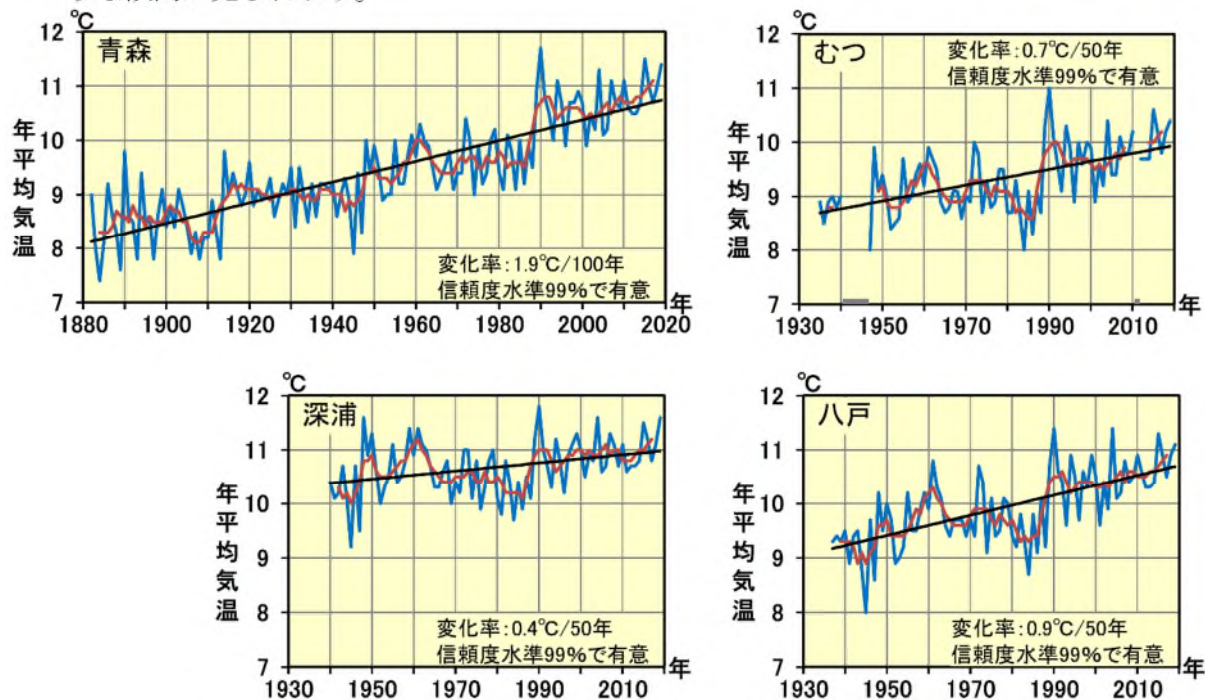 ℃
12
青森
11
10
9
8
7
年平均気温
変化率:1.9℃/100年
信頼度水準99%で有意
年
1880 1900 1920 1940 1960 1980 2000 2020
℃
12
むつ
変化率:0.7℃/50年
信頼度水準99%で有意
11
10
9
8
7
年平均気温
年
1930 1950 1970 1990 2010
℃
12
深浦
11
10
9
8
7
年平均気温
変化率:0.4℃/50年
信頼度水準99%で有意
年
1930 1950 1970 1990 2010
℃
12
八戸
11
10
9
8
7
年平均気温
変化率:0.9℃/50年
信頼度水準99%で有意
年
1930 1950 1970 1990 2010